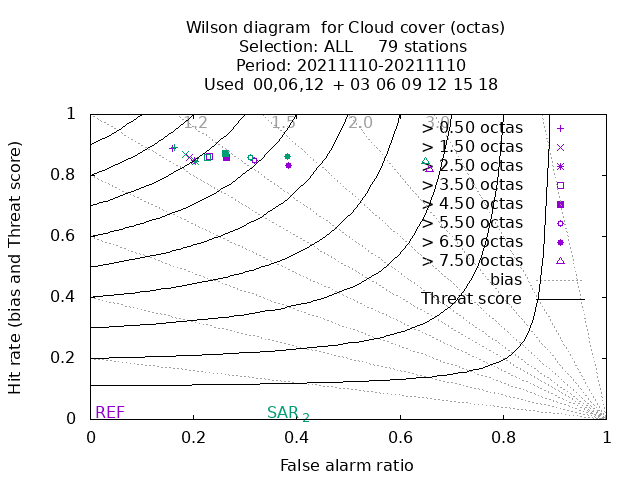 Wilson diagram  for Cloud cover (octas)
Selection: ALL     79 stations
Period: 20211110-20211110
Used  00,06,12  + 03 06 09 12 15 18
Hit rate (bias and Threat score)
1
0.8
0.6
0.4
0.2
0
1.2
1.5
2.0
3.0
> 0.50 octas
> 1.50 octas
> 2.50 octas
> 3.50 octas
> 4.50 octas
> 5.50 octas
> 6.50 octas
> 7.50 octas
bias
Threat score
REF
SAR 2
0 0.2 0.4 0.6 0.8 1
False alarm ratio